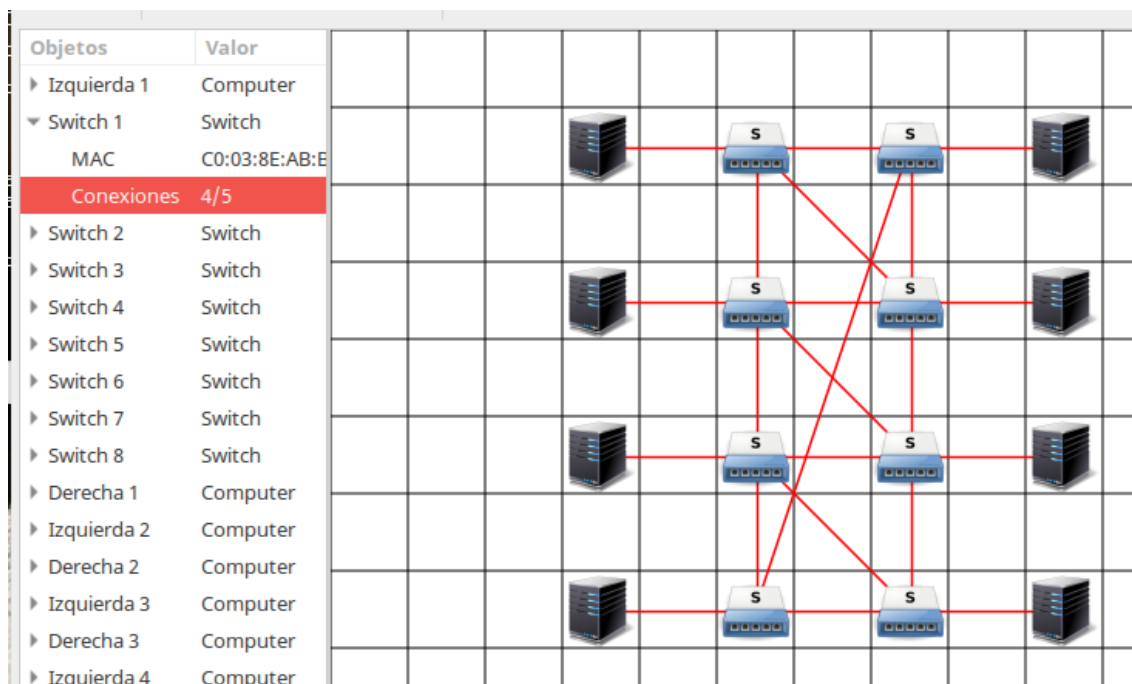 Objetos Valor
Izquierda 1 Computer
Switch 1 Switch
MAC C0:03:8E:AB:E
Conexiones 4/5
Switch 2 Switch
Switch 3 Switch
Switch 4 Switch
Switch 5 Switch
Switch 6 Switch
Switch 7 Switch
Switch 8 Switch
Derecha 1 Computer
Izquierda 2 Computer
Derecha 2 Computer
Izquierda 3 Computer
Derecha 3 Computer
Izquierda 4 Computer
S S
S S
S S
S S